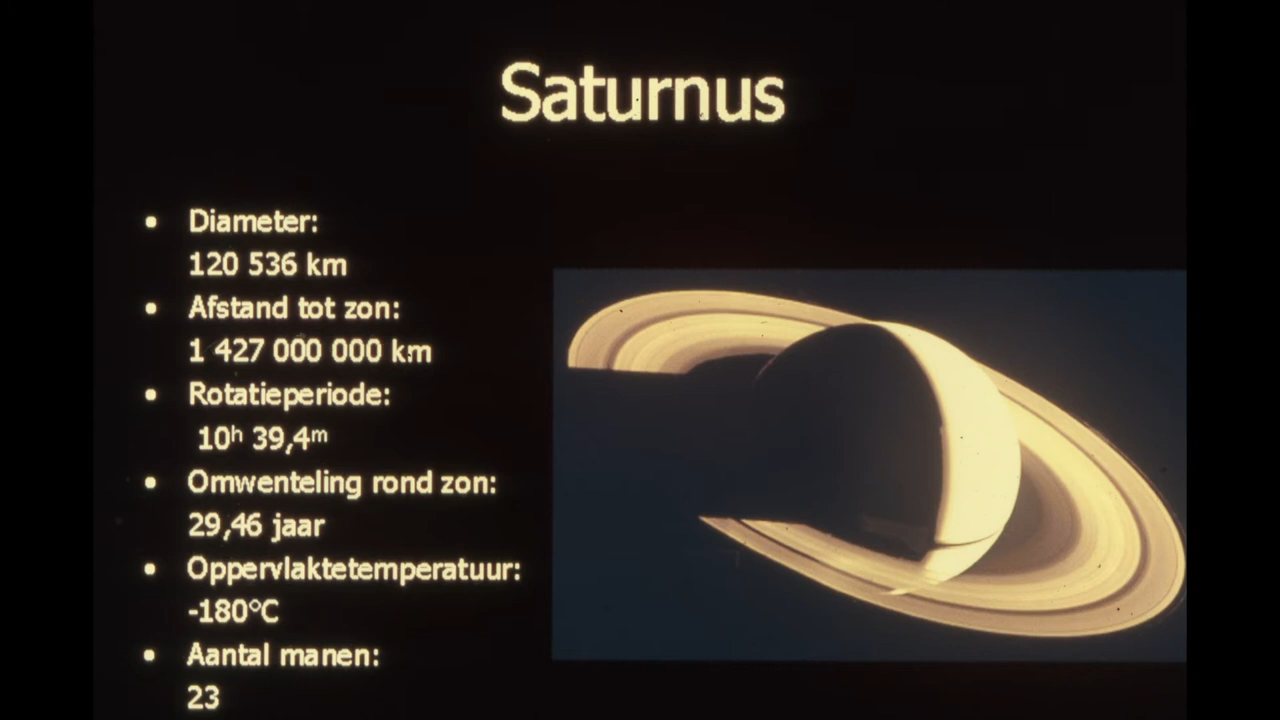 Saturnus
• Diameter:
120 536 km
• Afstand tot zon:
1 427 000 000 km
• Rotatieperiode:
10ʰ 39,4ᵐ
• Omwenteling rond zon:
29,46 jaar
• Oppervlaktetemperatuur:
-180°C
• Aantal manen:
23